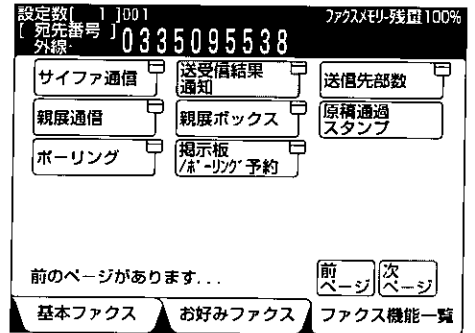 設定数[ 1 ]001 ファクスメモリ-残量100%
[ 宛先番号 ]
外線・ 0335095538
サイファ通信 送受信結果通知 送信先部数
親展通信 親展ボックス 原稿通過スタンプ
ポーリング 掲示板/ポーリング予約
前のページがあります...
前ページ 次ページ
基本ファクス お好みファクス ファクス機能一覧